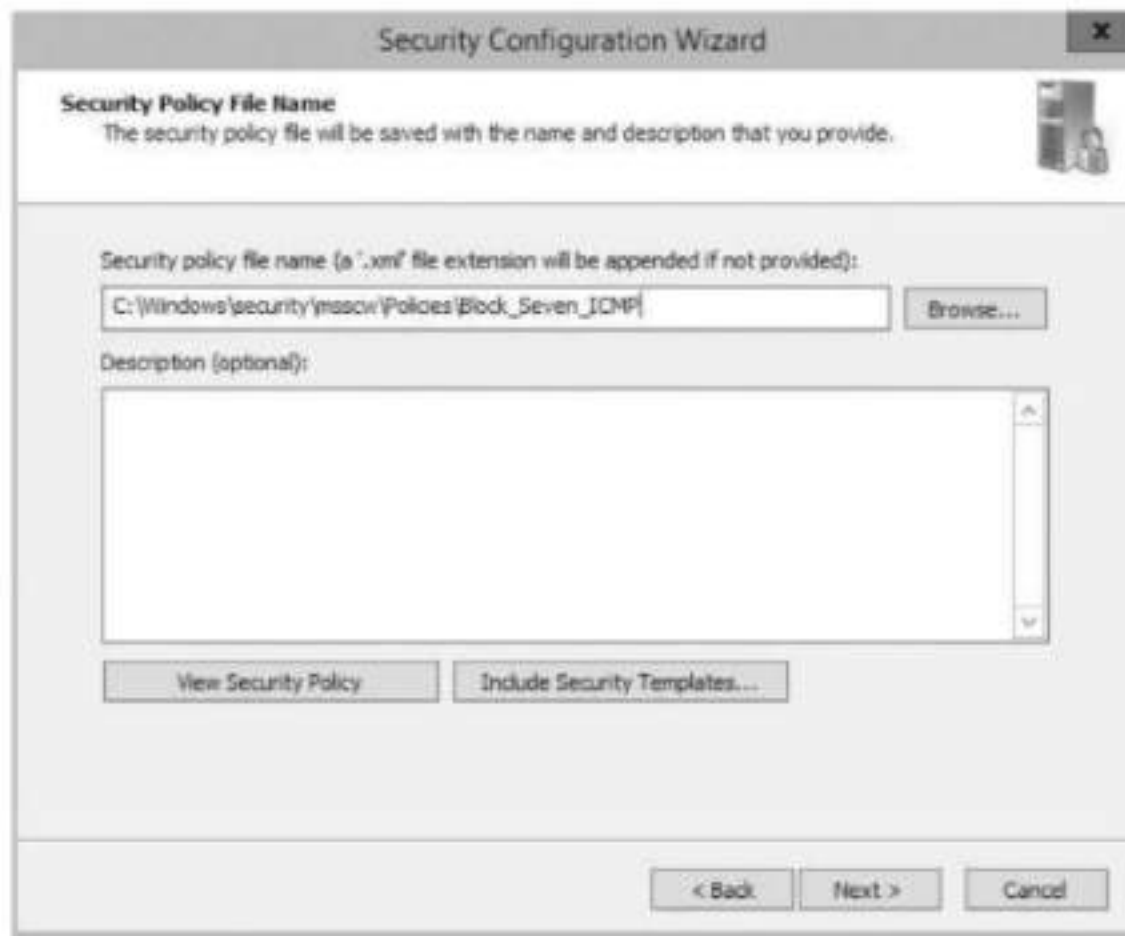 Security Configuration Wizard
x
Security Policy File Name
The security policy file will be saved with the name and description that you provide.
Security policy file name (a '.xml' file extension will be appended if not provided):
C:\Windows\security\msscw\Policies\Block_Seven_ICMP
Browse...
Description (optional):
View Security Policy
Include Security Templates...
< Back
Next >
Cancel